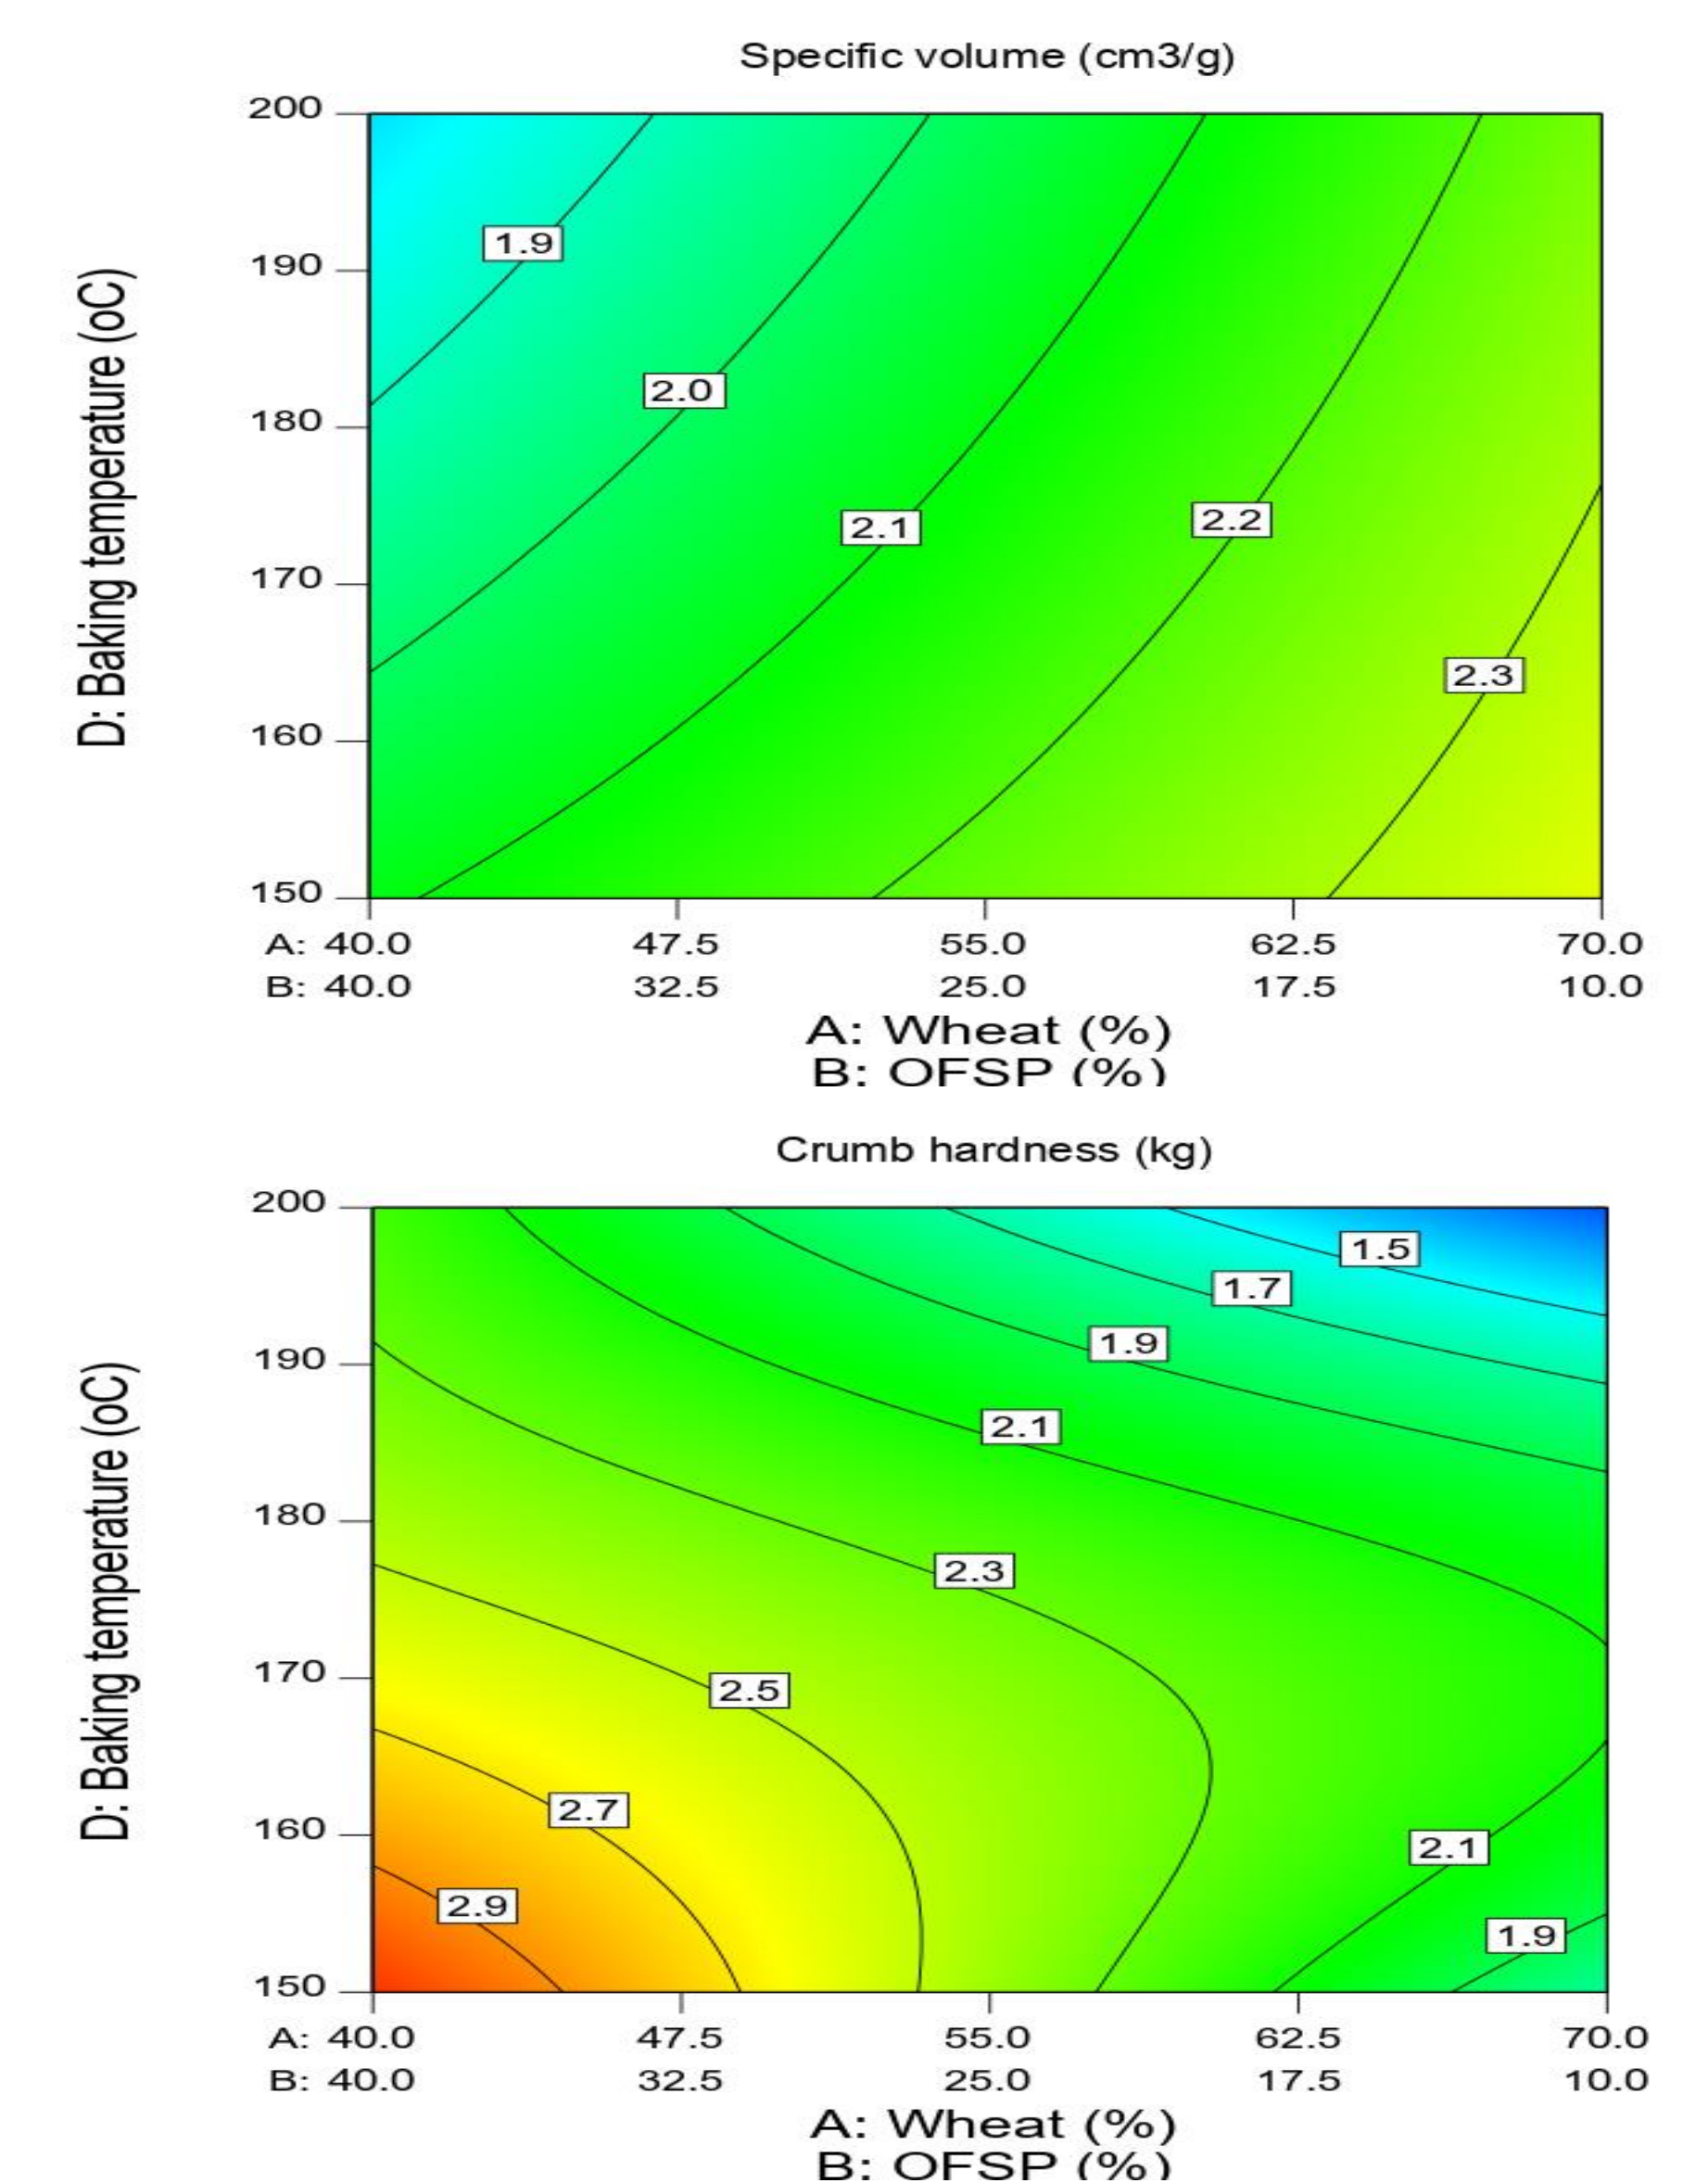 Specific volume (cm3/g)
200
1.9
190
D: Baking temperature (oC)
2.0
180
2.1
2.2
170
2.3
160
150
A: 40.0 47.5 55.0 62.5 70.0
B: 40.0 32.5 25.0 17.5 10.0
A: Wheat (%)
B: OFSP (%)
Crumb hardness (kg)
200
1.5
1.7
1.9
190
D: Baking temperature (oC)
2.1
180
2.3
170
2.5
2.7
160
2.1
2.9
1.9
150
A: 40.0 47.5 55.0 62.5 70.0
B: 40.0 32.5 25.0 17.5 10.0
A: Wheat (%)
B: OFSP (%)